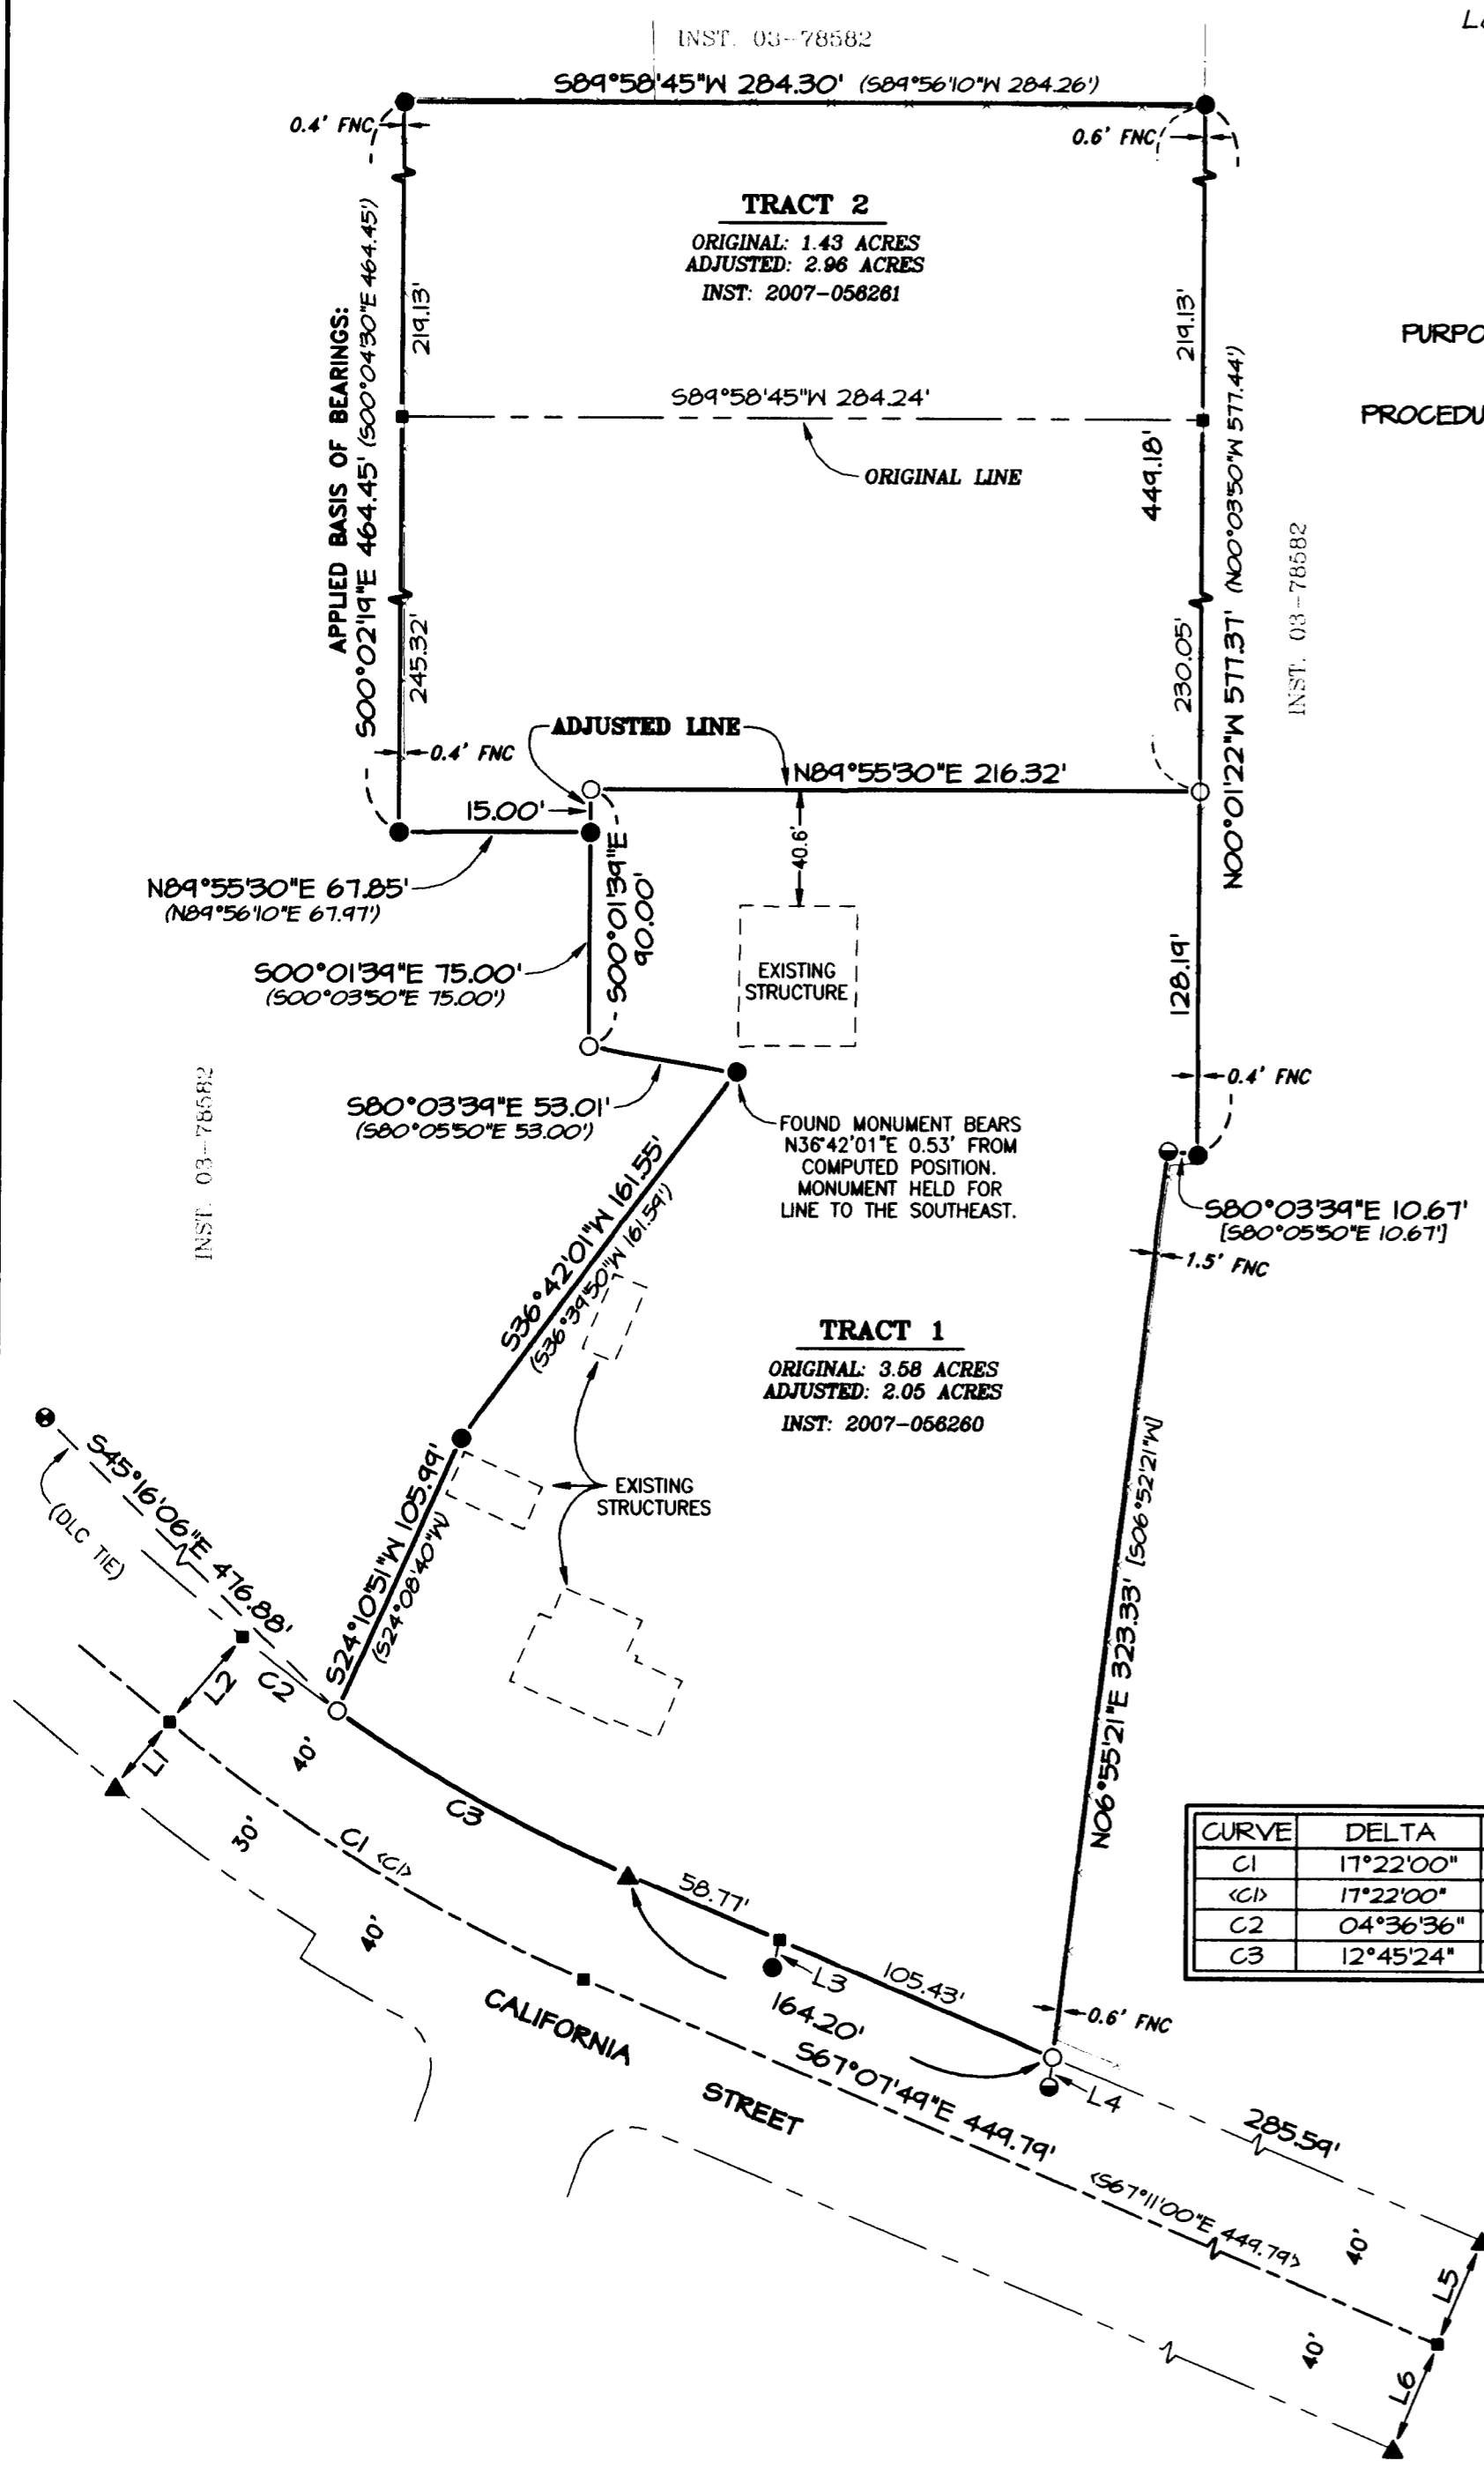 INST. 03-78582
S89°58'45"W 284.30' (S89°56'10"W 284.26')
0.4' FNC
0.6' FNC
TRACT 2
ORIGINAL: 1.43 ACRES
ADJUSTED: 2.96 ACRES
INST: 2007-056261
APPLIED BASIS OF BEARINGS:
S00°02'19"E 464.45' (S00°04'30"E 464.45')
219.13'
219.13'
PURPO
S89°58'45"W 284.24'
PROCEDU
ORIGINAL LINE
449.18'
N00°01'22"W 577.37' (N00°03'50"W 577.44')
INST. 03-78582
245.32'
230.05'
0.4' FNC
ADJUSTED LINE
N89°55'30"E 216.32'
15.00'
40.6'
N89°55'30"E 67.85'
(N89°56'10"E 67.97')
S00°01'39"E
90.00'
S00°01'39"E 75.00'
(S00°03'50"E 75.00')
EXISTING
STRUCTURE
128.19'
0.4' FNC
INST. 03-78582
S80°03'39"E 53.01'
(S80°05'50"E 53.00')
FOUND MONUMENT BEARS
N36°42'01"E 0.53' FROM
COMPUTED POSITION.
MONUMENT HELD FOR
LINE TO THE SOUTHEAST.
S80°03'39"E 10.67'
[S80°05'50"E 10.67']
1.5' FNC
S36°42'01"W 161.55'
(S36°39'50"W 161.59')
TRACT 1
ORIGINAL: 3.58 ACRES
ADJUSTED: 2.05 ACRES
INST: 2007-056260
EXISTING
STRUCTURES
S45°16'06"E 476.88'
(DLC TIE)
S24°10'51"W 105.99'
(S24°08'40"W)
N06°55'21"E 323.33' [S06°52'21"W]
L2
C2
L1
40'
30'
C3
C1 <C1>
40'
58.77'
L3
105.43'
164.20'
0.6' FNC
L4
CALIFORNIA
STREET
S67°07'49"E 449.79'
<S67°11'00"E 449.79>
285.59'
40'
L5
40'
L6
CURVE DELTA
C1 17°22'00"
<C1> 17°22'00"
C2 04°36'36"
C3 12°45'24"